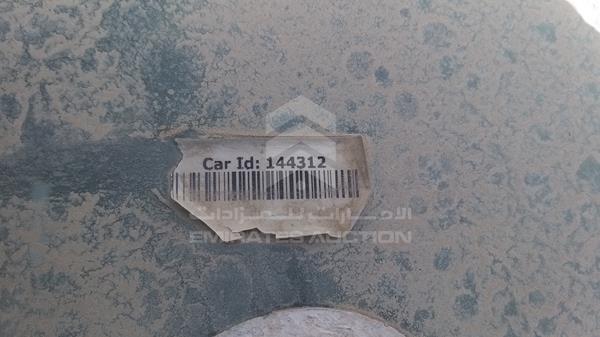 Car Id: 144312
الامارات للمزادات
EMIRATES AUCTION